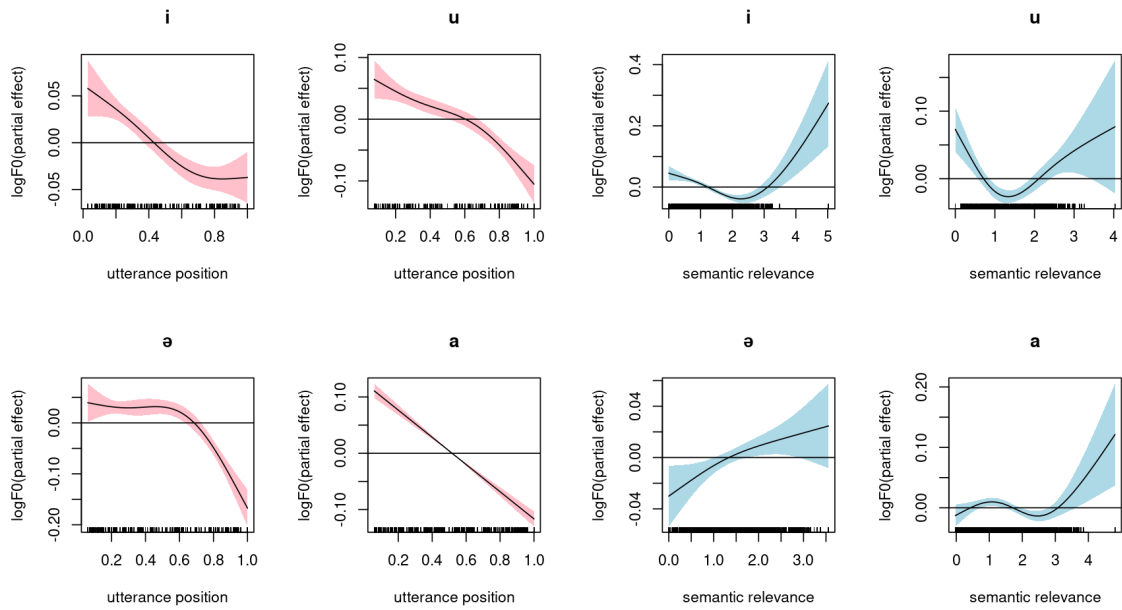 i
u
i
u
logF0(partial effect)
0.05
-0.05
0.0
0.4
0.8
utterance position
logF0(partial effect)
0.10
0.00
-0.10
0.2
0.4
0.6
0.8
1.0
utterance position
logF0(partial effect)
0.4
0.2
0.0
0
1
2
3
4
5
semantic relevance
logF0(partial effect)
0.10
0.00
0
1
2
3
4
semantic relevance
ə
a
ə
a
logF0(partial effect)
0.00
-0.10
-0.20
0.2
0.4
0.6
0.8
1.0
utterance position
logF0(partial effect)
0.10
0.00
-0.10
0.2
0.4
0.6
0.8
1.0
utterance position
logF0(partial effect)
0.04
0.00
-0.04
0.0
1.0
2.0
3.0
semantic relevance
logF0(partial effect)
0.20
0.10
0.00
0
1
2
3
4
semantic relevance